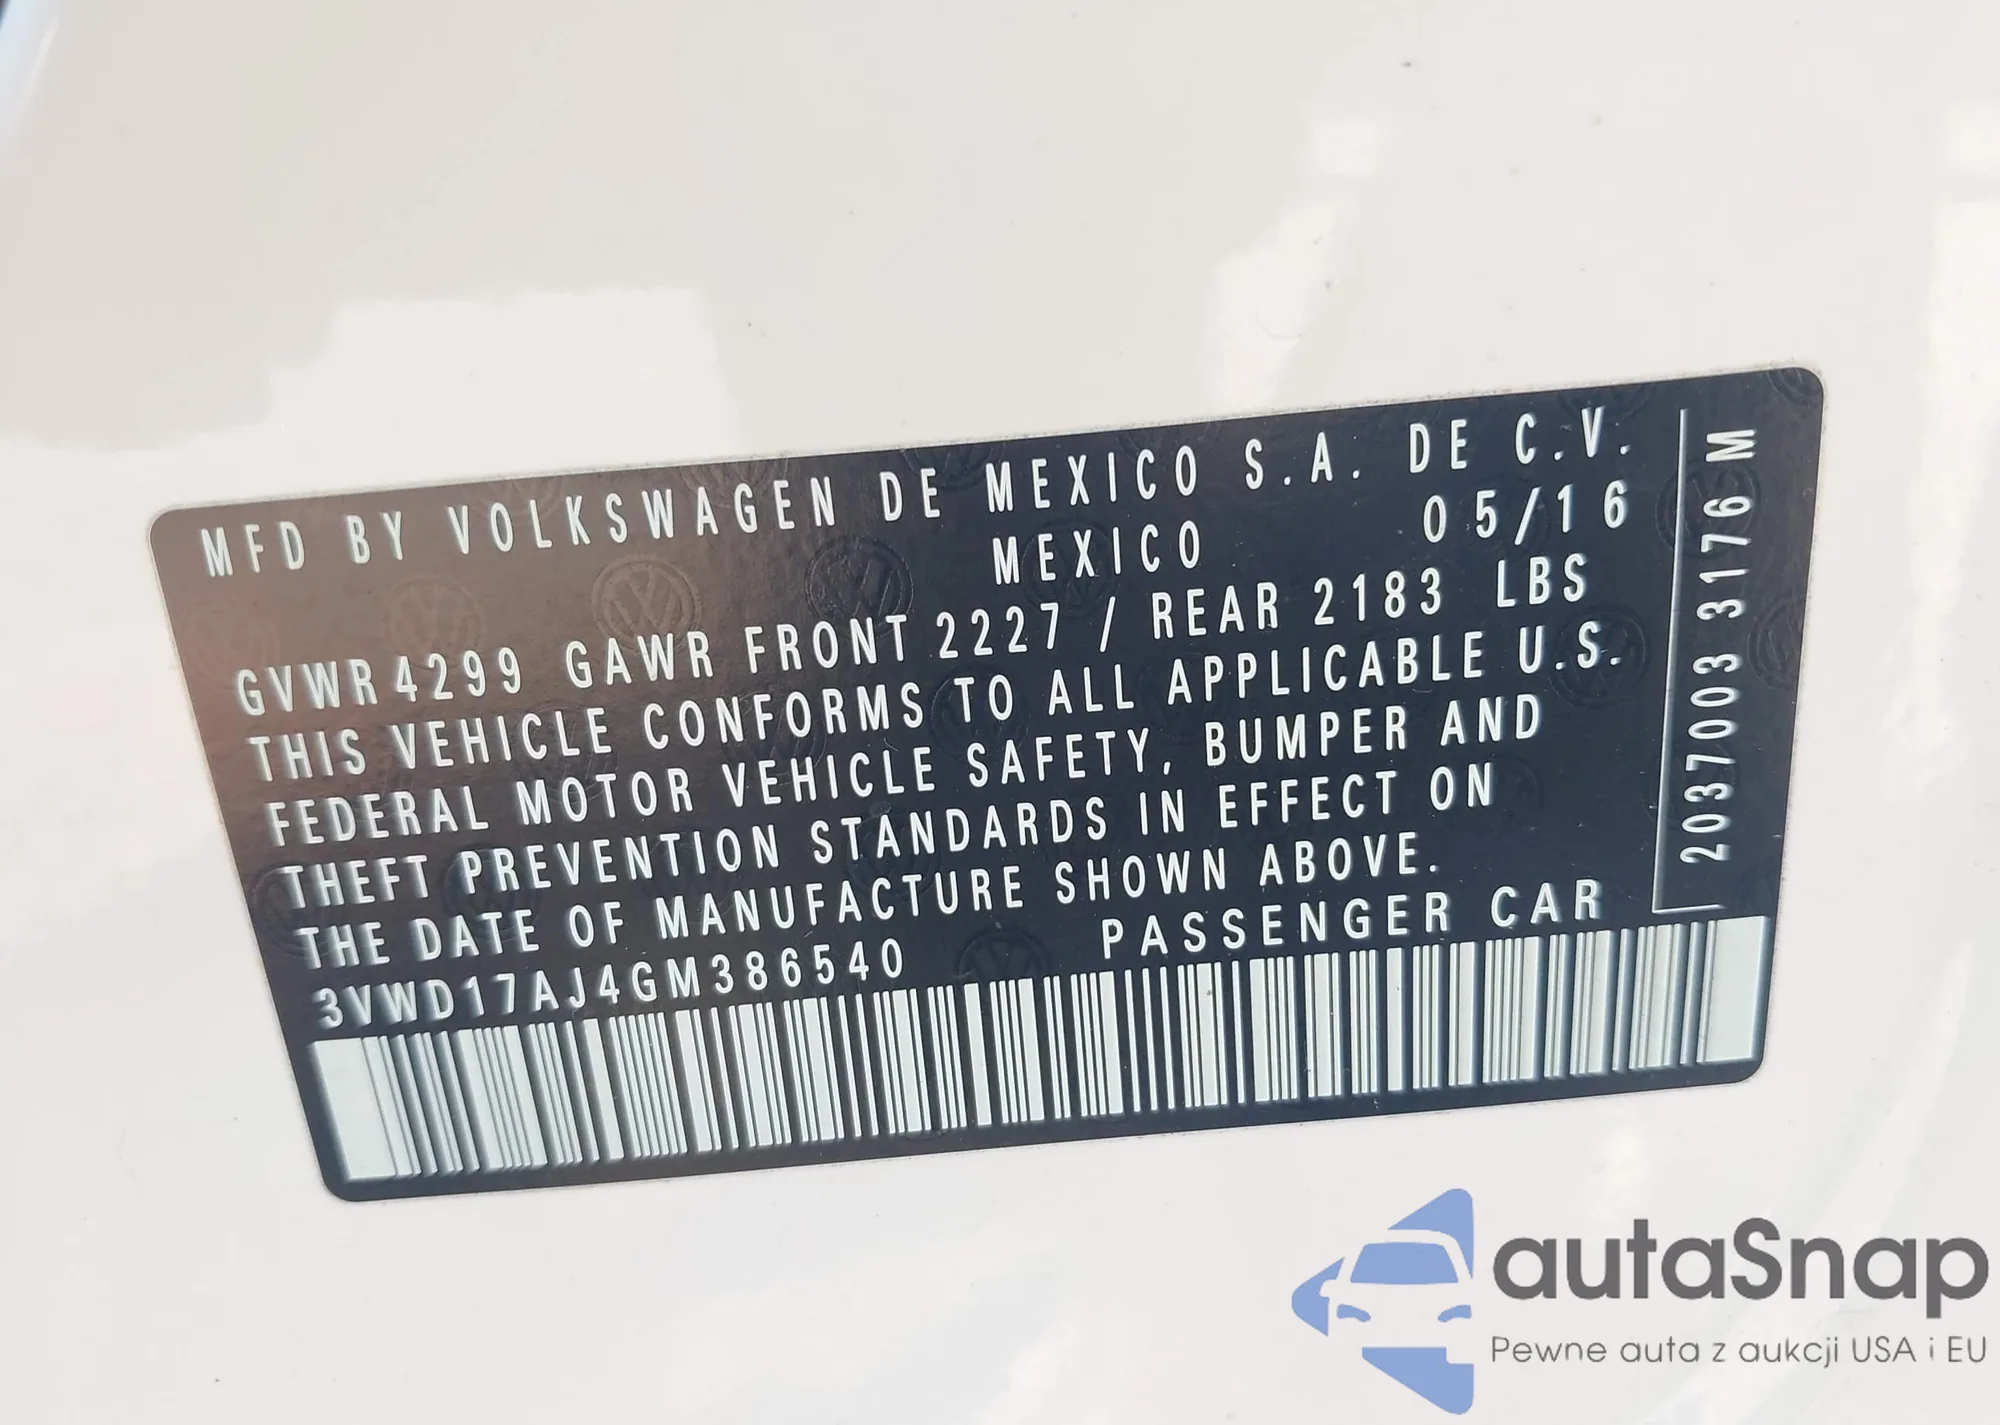 MFD BY VOLKSWAGEN DE MEXICO S.A. DE C.V.
MEXICO 05/16
GVWR 4299 GAWR FRONT 2227 / REAR 2183 LBS
THIS VEHICLE CONFORMS TO ALL APPLICABLE U.S.
FEDERAL MOTOR VEHICLE SAFETY, BUMPER AND
THEFT PREVENTION STANDARDS IN EFFECT ON
THE DATE OF MANUFACTURE SHOWN ABOVE.
3VWD17AJ4GM386540 PASSENGER CAR
2037003 3176 M
autaSnap
Pewne auta z aukcji USA i EU